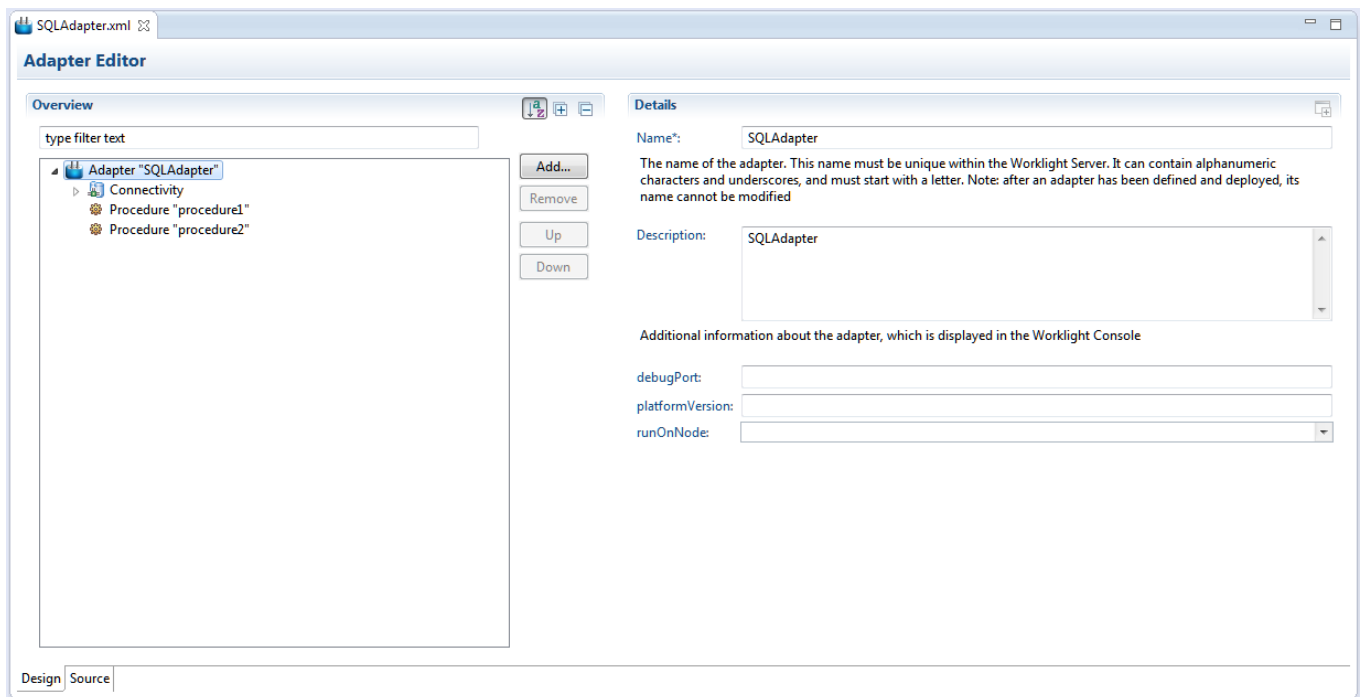 SQLAdapter.xml
Adapter Editor
Overview
type filter text
Adapter "SQLAdapter"
Connectivity
Procedure "procedure1"
Procedure "procedure2"
Add...
Remove
Up
Down
Details
Name*: SQLAdapter
The name of the adapter. This name must be unique within the Worklight Server. It can contain alphanumeric
characters and underscores, and must start with a letter. Note: after an adapter has been defined and deployed, its
name cannot be modified
Description: SQLAdapter
Additional information about the adapter, which is displayed in the Worklight Console
debugPort:
platformVersion:
runOnNode:
Design Source